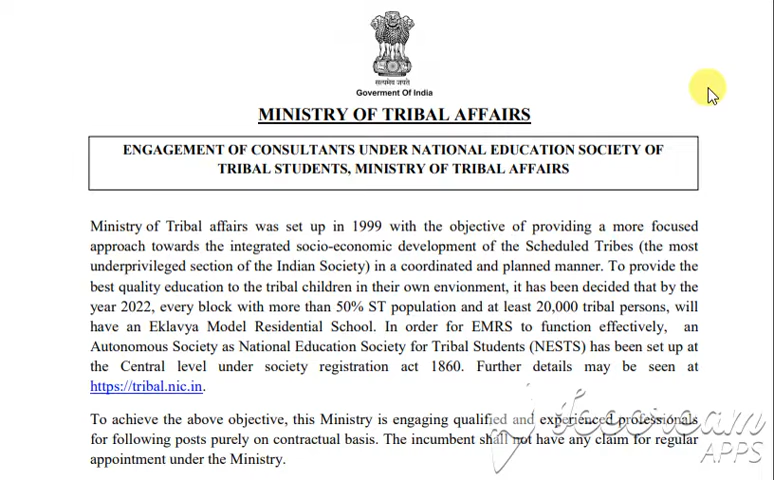 सत्यमेव जयते
Goverment Of India
MINISTRY OF TRIBAL AFFAIRS
ENGAGEMENT OF CONSULTANTS UNDER NATIONAL EDUCATION SOCIETY OF
TRIBAL STUDENTS, MINISTRY OF TRIBAL AFFAIRS
Ministry of Tribal affairs was set up in 1999 with the objective of providing a more focused
approach towards the integrated socio-economic development of the Scheduled Tribes (the most
underprivileged section of the Indian Society) in a coordinated and planned manner. To provide the
best quality education to the tribal children in their own envionment, it has been decided that by the
year 2022, every block with more than 50% ST population and at least 20,000 tribal persons, will
have an Eklavya Model Residential School. In order for EMRS to function effectively, an
Autonomous Society as National Education Society for Tribal Students (NESTS) has been set up at
the Central level under society registration act 1860. Further details may be seen at
https://tribal.nic.in.
To achieve the above objective, this Ministry is engaging qualified and experienced professionals
for following posts purely on contractual basis. The incumbent shall not have any claim for regular
appointment under the Ministry.
Icecream
APPS